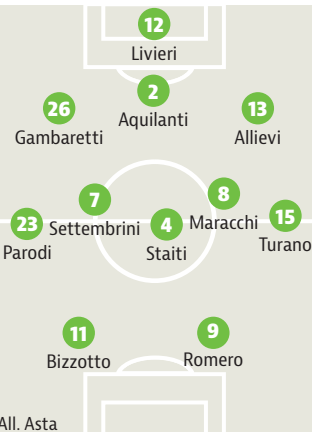 12
Livieri
26
Gambaretti
2
Aquilanti
13
Allievi
23
Parodi
7
Settembrini
4
Staiti
8
Maracchi
15
Turano
11
Bizzotto
9
Romero
All. Asta